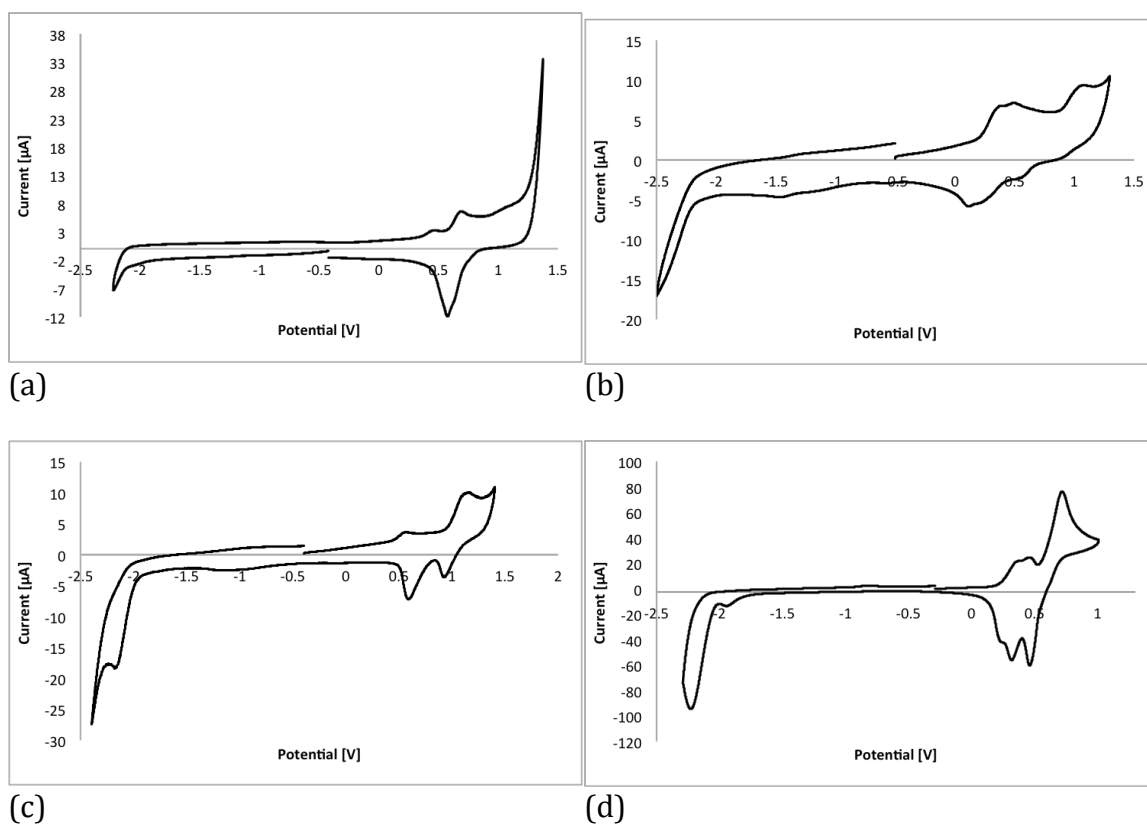 38
33
28
23
18
13
8
3
-2
-7
-12
-2.5 -2 -1.5 -1 -0.5 0 0.5 1 1.5
Current [μA]
Potential [V]
(a)
15
10
5
0
-5
-10
-15
-20
-2.5 -2 -1.5 -1 -0.5 0 0.5 1 1.5
Current [μA]
Potential [V]
(b)
15
10
5
0
-5
-10
-15
-20
-25
-30
-2.5 -2 -1.5 -1 -0.5 0 0.5 1 1.5 2
Current [μA]
Potential [V]
(c)
100
80
60
40
20
0
-20
-40
-60
-80
-100
-120
-2.5 -2 -1.5 -1 -0.5 0 0.5 1
Current [μA]
Potential [V]
(d)